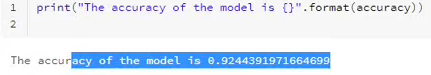 1 print("The accuracy of the model is {}".format(accuracy))
2
The accuracy of the model is 0.9244391971664699